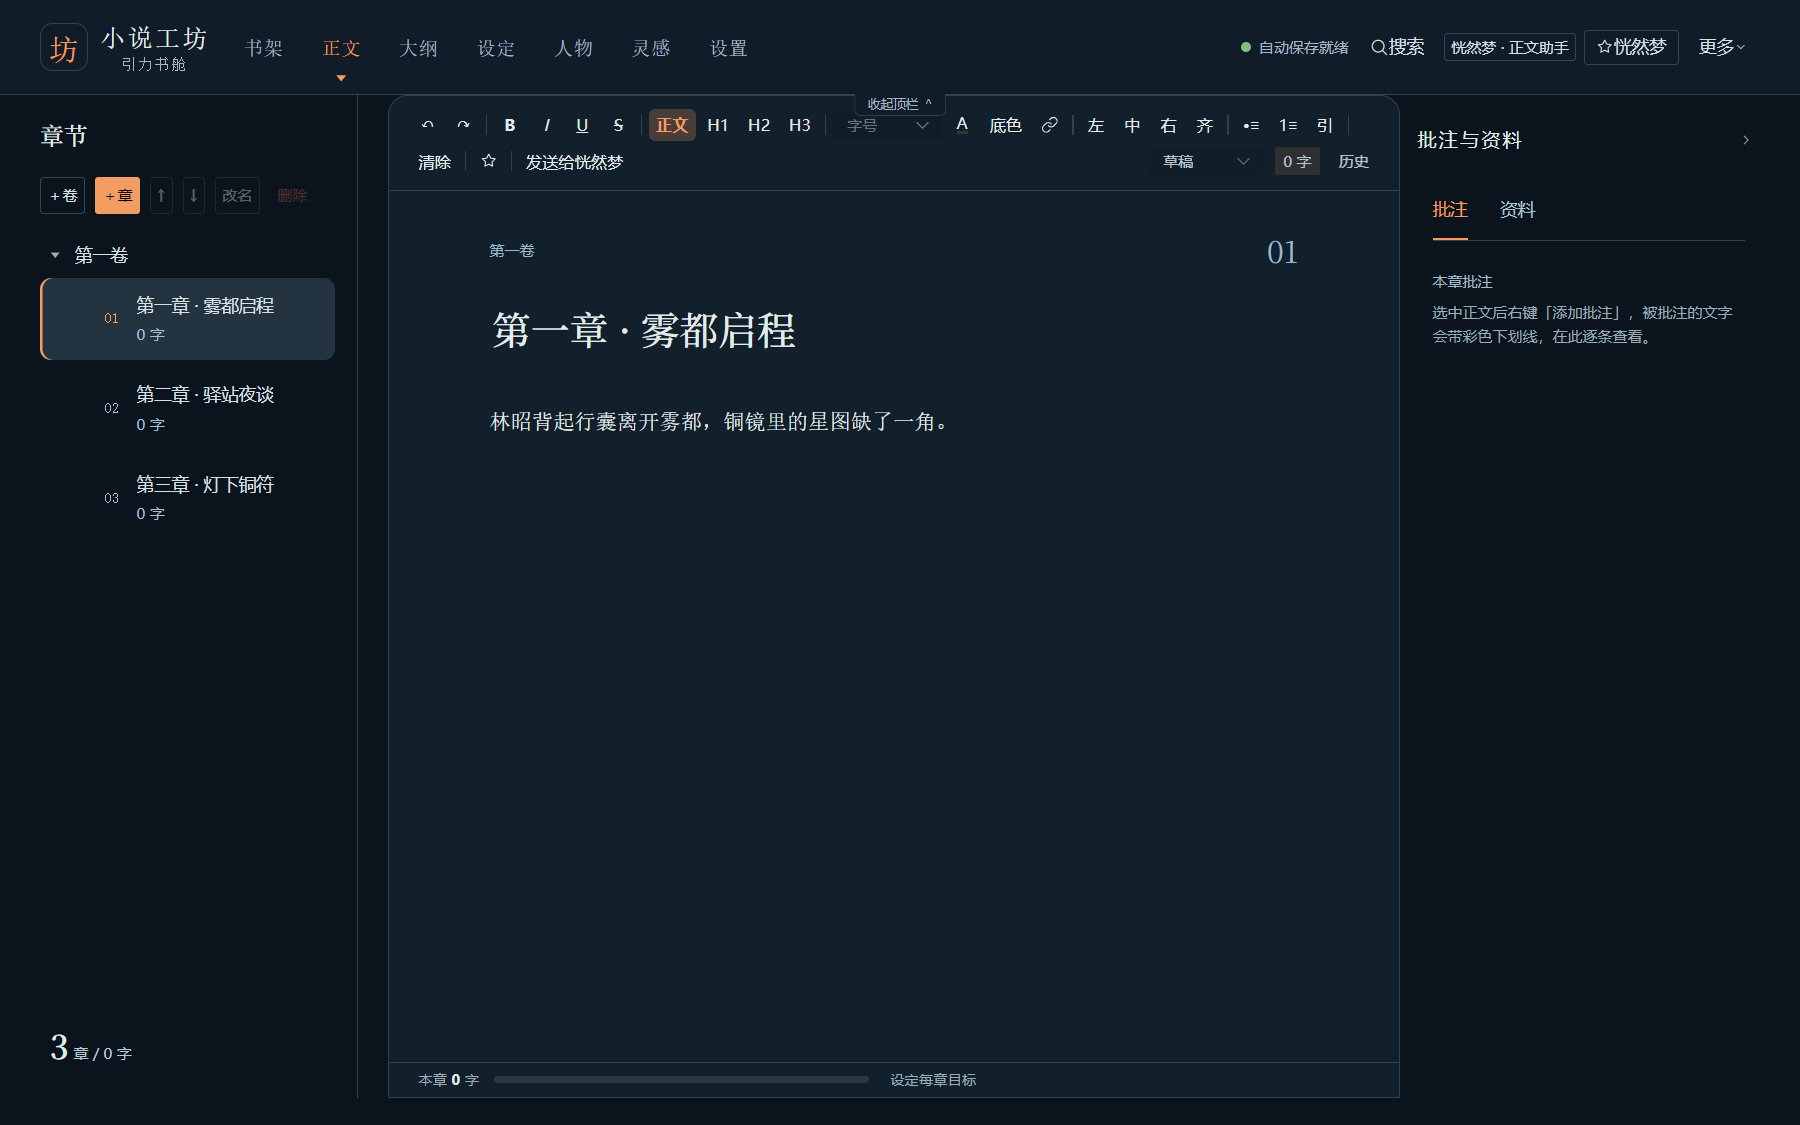 坊
小说工坊
引力书舱
书架 正文 大纲 设定 人物 灵感 设置
自动保存就绪 搜索 恍然梦 · 正文助手 恍然梦 更多
章节
+卷 +章 ↑ ↓ 改名 删除
第一卷
01 第一章 · 雾都启程
0 字
02 第二章 · 驿站夜谈
0 字
03 第三章 · 灯下铜符
0 字
3 章 / 0 字
收起顶栏 ^
B I U S 正文 H1 H2 H3 字号 A 底色 左 中 右 齐 •≡ 1≡ 引
清除 发送给恍然梦 草稿 0 字 历史
第一卷 01
第一章 · 雾都启程
林昭背起行囊离开雾都，铜镜里的星图缺了一角。
本章 0 字 设定每章目标
批注与资料
批注 资料
本章批注
选中正文后右键「添加批注」，被批注的文字
会带彩色下划线，在此逐条查看。